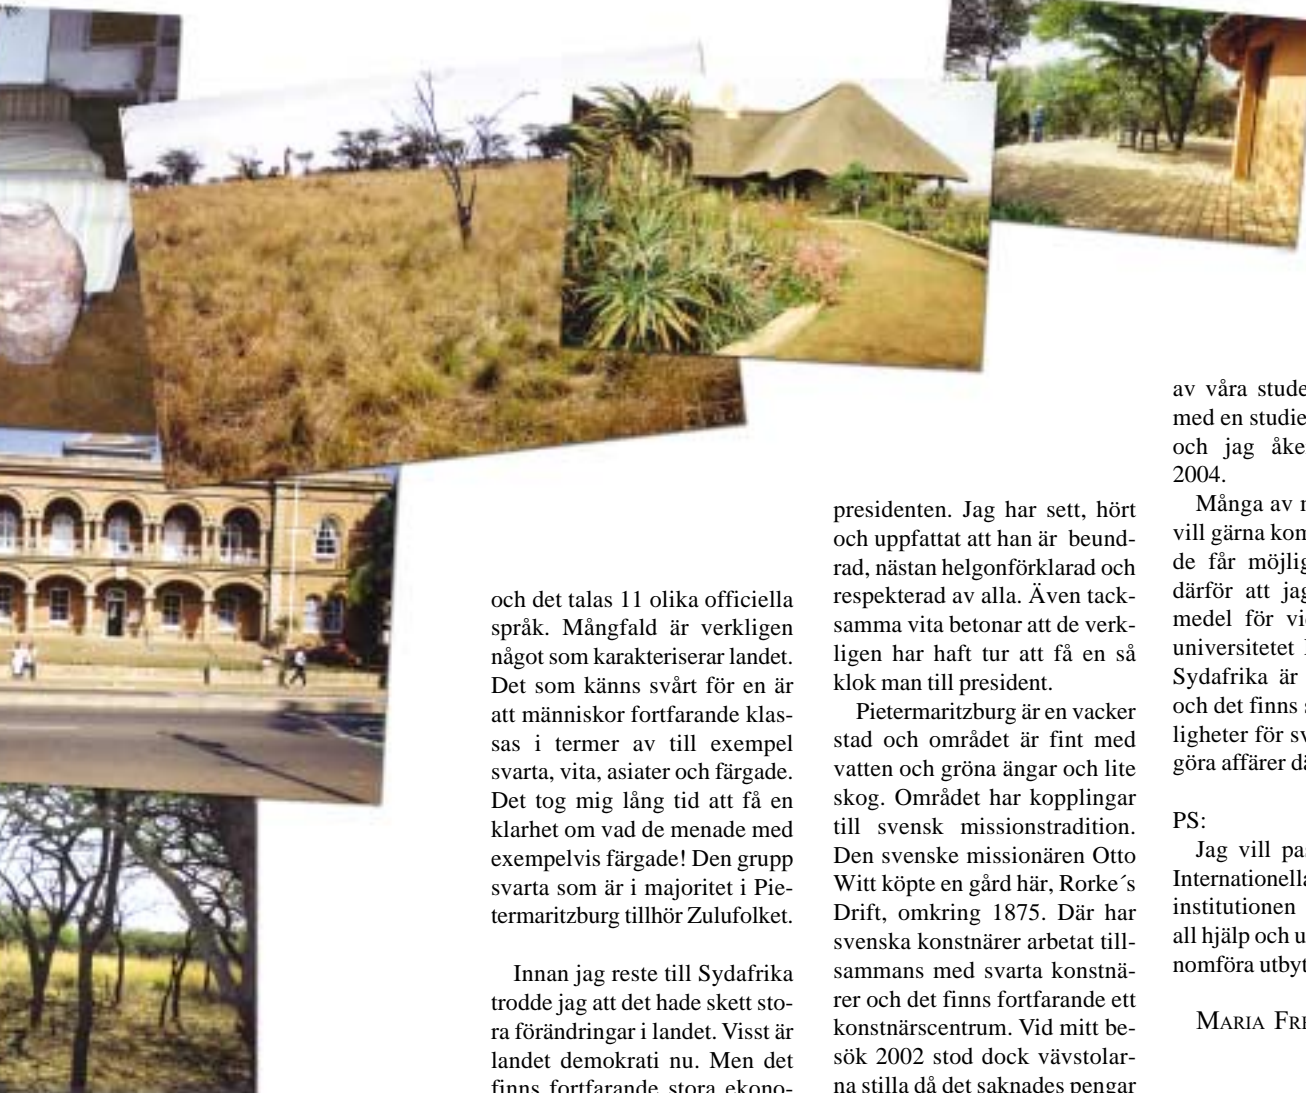 och det talas 11 olika officiella
språk. Mångfald är verkligen
något som karakteriserar landet.
Det som känns svårt för en är
att människor fortfarande klas-
sas i termer av till exempel
svarta, vita, asiater och färgade.
Det tog mig lång tid att få en
klarhet om vad de menade med
exempelvis färgade! Den grupp
svarta som är i majoritet i Pie-
termaritzburg tillhör Zulufolket.
Innan jag reste till Sydafrika
trodde jag att det hade skett sto-
ra förändringar i landet. Visst är
landet demokrati nu. Men det
finns fortfarande stora ekono-
presidenten. Jag har sett, hört
och uppfattat att han är beund-
rad, nästan helgonförklarad och
respekterad av alla. Även tack-
samma vita betonar att de verk-
ligen har haft tur att få en så
klok man till president.
Pietermaritzburg är en vacker
stad och området är fint med
vatten och gröna ängar och lite
skog. Området har kopplingar
till svensk missionstradition.
Den svenske missionären Otto
Witt köpte en gård här, Rorke´s
Drift, omkring 1875. Där har
svenska konstnärer arbetat till-
sammans med svarta konstnä-
rer och det finns fortfarande ett
konstnärscentrum. Vid mitt be-
sök 2002 stod dock vävstolar-
na stilla då det saknades pengar
av våra stude
med en studie
och jag åke
2004.
Många av
vill gärna kom
de får möjlig
därför att jag
medel för vi
universitetet
Sydafrika är
och det finns
ligheter för sv
göra affärer dä
PS:
Jag vill pa
Internationella
institutionen
all hjälp och u
nomföra utbyt
MARIA FRE